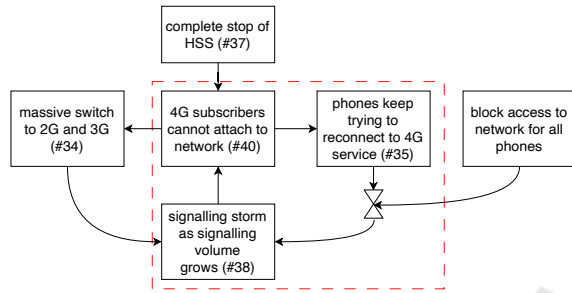 complete stop of
HSS (#37)
massive switch
to 2G and 3G
(#34)
4G subscribers
cannot attach to
network (#40)
phones keep
trying to
reconnect to 4G
service (#35)
block access to
network for all
phones
signalling storm
as signalling
volume
grows (#38)